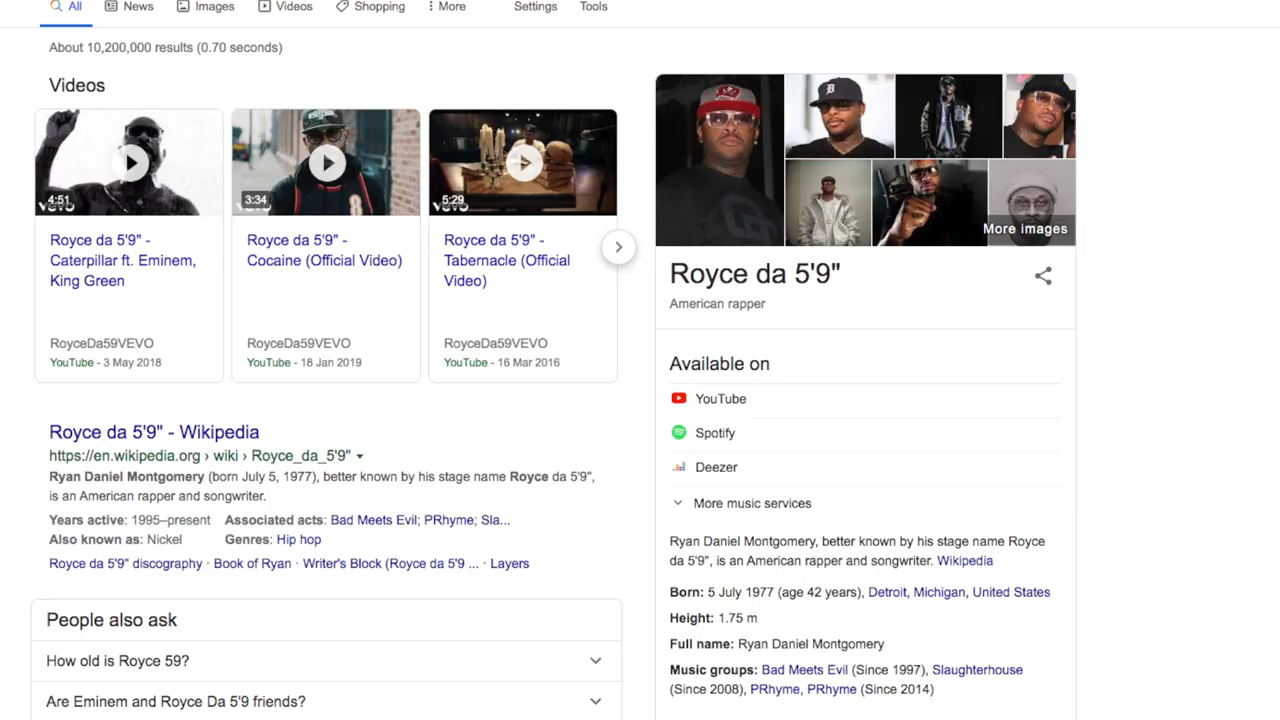 All News Images Videos Shopping More Settings Tools
About 10,200,000 results (0.70 seconds)
Videos
4:51
vevo
3:34
vevo
5:29
vevo
Royce da 5'9" -
Caterpillar ft. Eminem,
King Green
RoyceDa59VEVO
YouTube - 3 May 2018
Royce da 5'9" -
Cocaine (Official Video)
RoyceDa59VEVO
YouTube - 18 Jan 2019
Royce da 5'9" -
Tabernacle (Official
Video)
RoyceDa59VEVO
YouTube - 16 Mar 2016
Royce da 5'9" - Wikipedia
https://en.wikipedia.org › wiki › Royce_da_5'9"
Ryan Daniel Montgomery (born July 5, 1977), better known by his stage name Royce da 5'9",
is an American rapper and songwriter.
Years active: 1995–present Associated acts: Bad Meets Evil; PRhyme; Sla...
Also known as: Nickel Genres: Hip hop
Royce da 5'9" discography · Book of Ryan · Writer's Block (Royce da 5'9 ... · Layers
People also ask
How old is Royce 59?
Are Eminem and Royce Da 5'9 friends?
More images
Royce da 5'9"
American rapper
Available on
YouTube
Spotify
Deezer
More music services
Ryan Daniel Montgomery, better known by his stage name Royce
da 5'9", is an American rapper and songwriter. Wikipedia
Born: 5 July 1977 (age 42 years), Detroit, Michigan, United States
Height: 1.75 m
Full name: Ryan Daniel Montgomery
Music groups: Bad Meets Evil (Since 1997), Slaughterhouse
(Since 2008), PRhyme, PRhyme (Since 2014)